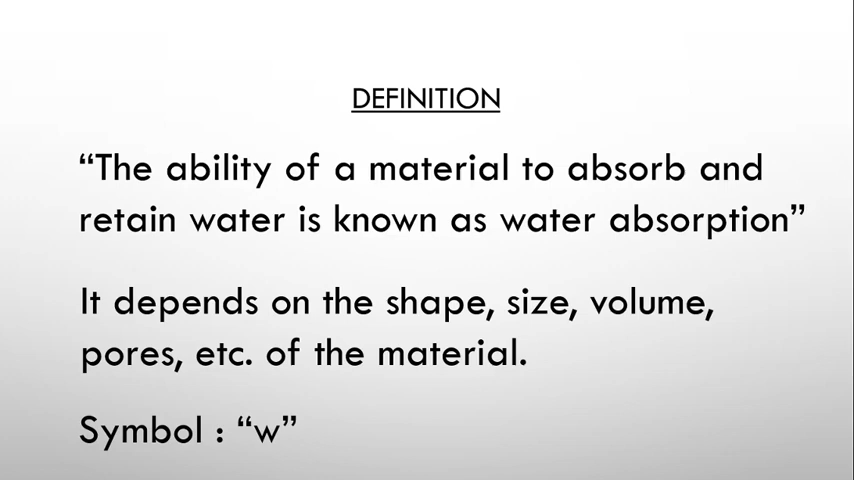 DEFINITION
“The ability of a material to absorb and
retain water is known as water absorption”
It depends on the shape, size, volume,
pores, etc. of the material.
Symbol : “w”